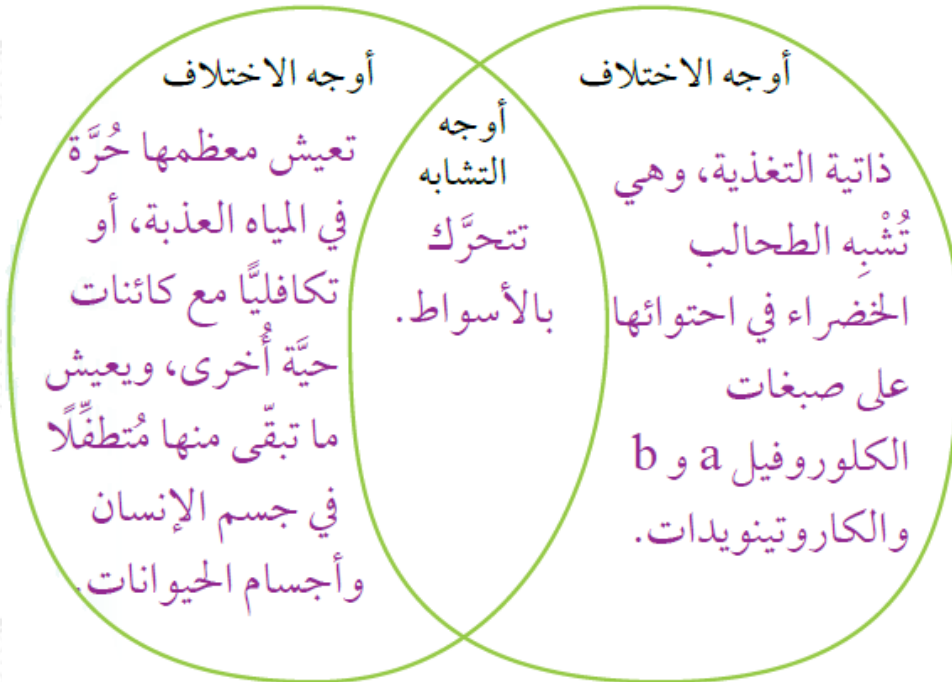 أوجه الاختلاف
ذاتية التغذية، وهي
تُشْبِه الطحالب
الخضراء في احتوائها
على صبغات
الكلوروفيل a و b
والكاروتينويدات.
أوجه
التشابه
تتحرَّك
بالأسواط.
أوجه الاختلاف
تعيش معظمها حُرَّة
في المياه العذبة، أو
تكافليًّا مع كائنات
حيَّة أُخرى، ويعيش
ما تبقّى منها مُتطفِّلًا
في جسم الإنسان
وأجسام الحيوانات.